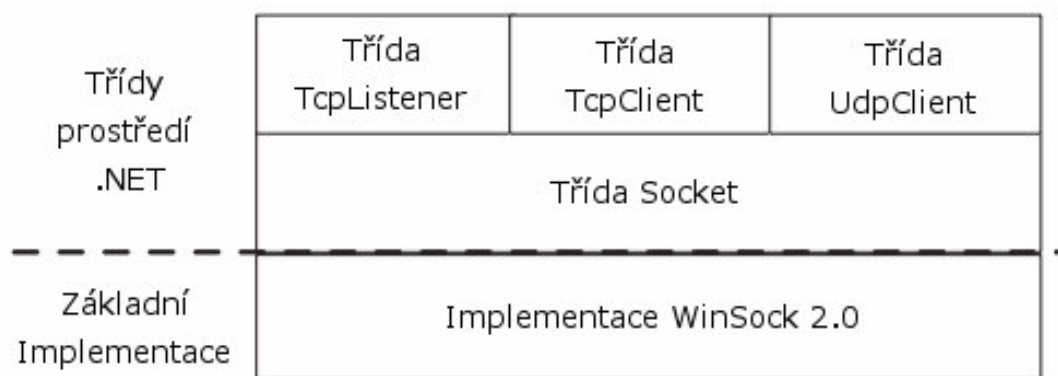 Třídy
prostředí
.NET
Třída
TcpListener
Třída
TcpClient
Třída
UdpClient
Třída Socket
Základní
Implementace
Implementace WinSock 2.0